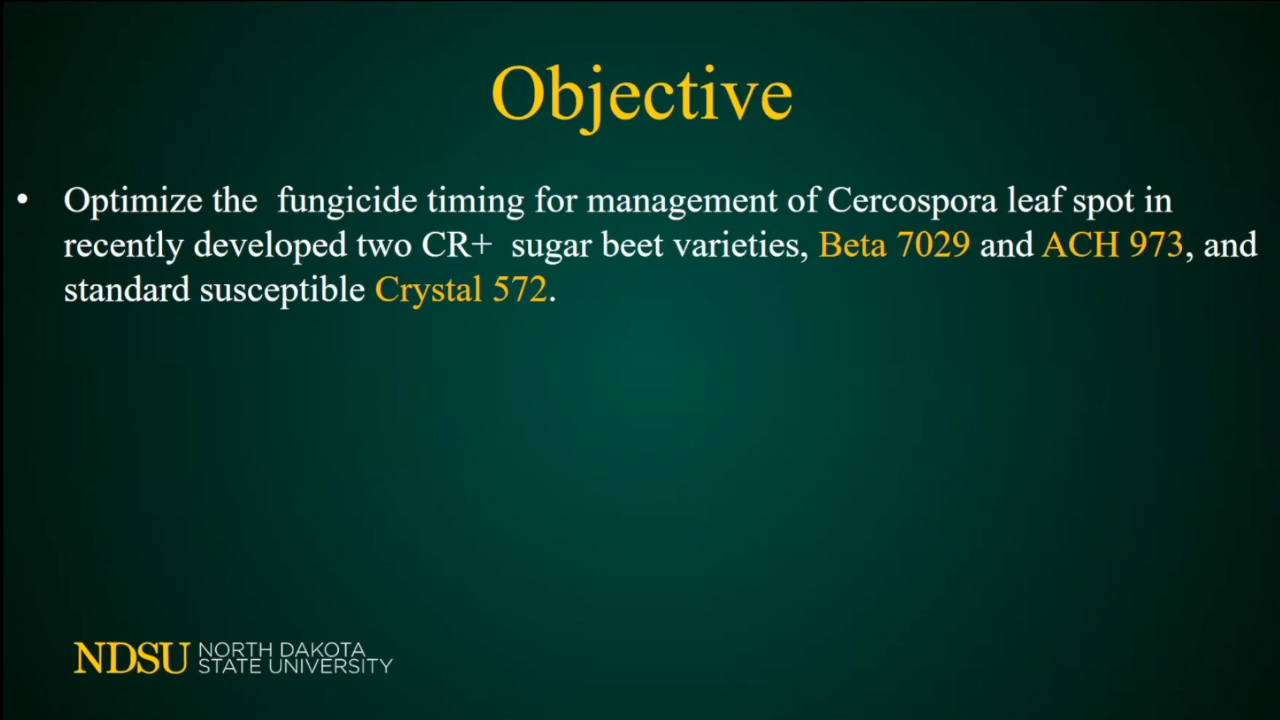 Objective
• Optimize the fungicide timing for management of Cercospora leaf spot in
recently developed two CR+ sugar beet varieties, Beta 7029 and ACH 973, and
standard susceptible Crystal 572.
NDSU NORTH DAKOTA
STATE UNIVERSITY